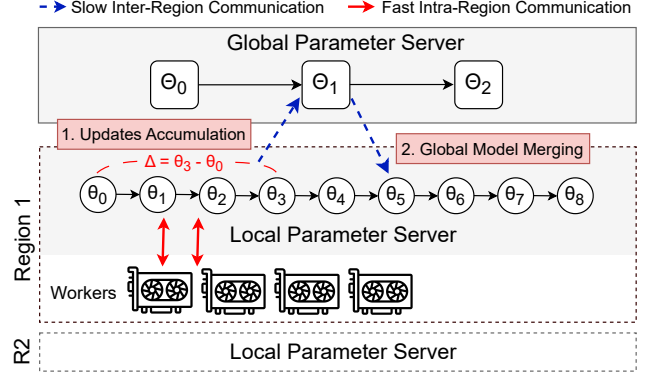 Slow Inter-Region Communication
Fast Intra-Region Communication
Global Parameter Server
Θ0
Θ1
Θ2
1. Updates Accumulation
2. Global Model Merging
Δ = θ3 - θ0
θ0
θ1
θ2
θ3
θ4
θ5
θ6
θ7
θ8
Local Parameter Server
Region 1
Workers
R2
Local Parameter Server